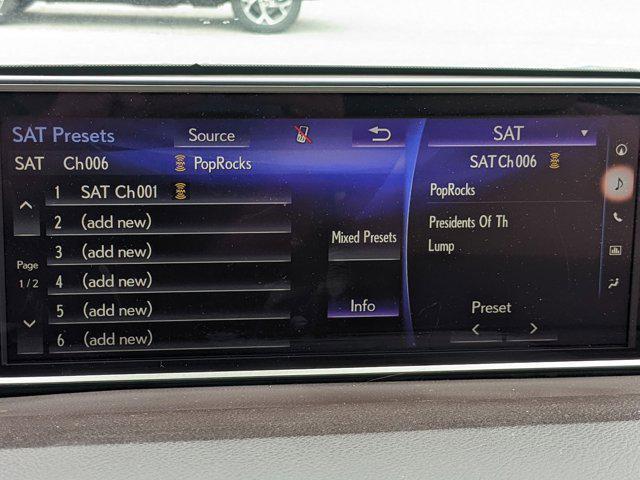 SAT Presets
Source
SAT
SAT Ch006 PopRocks
SAT Ch006
1 SAT Ch001
PopRocks
2 (add new)
Presidents Of Th
Mixed Presets
3 (add new)
Lump
Page
1/2
4 (add new)
5 (add new)
Info
Preset
6 (add new)